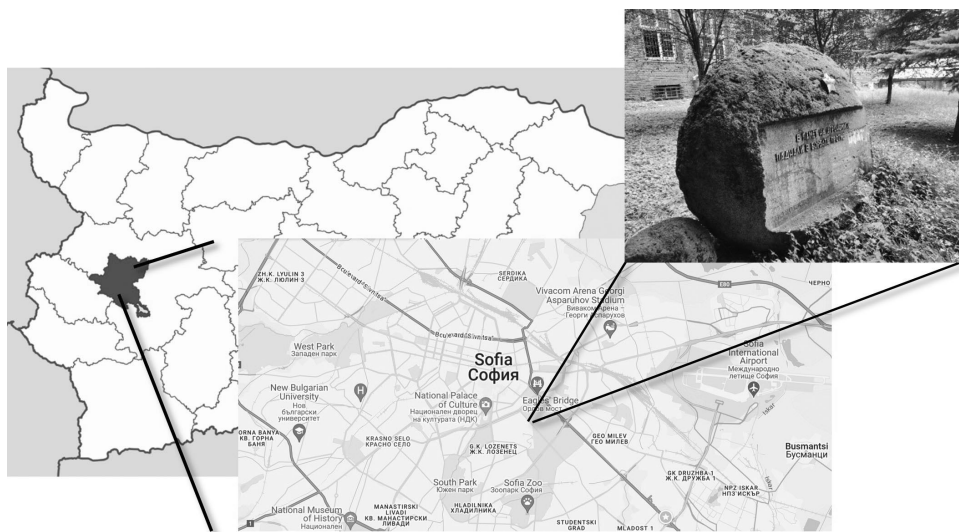 ZH.K. LYULIN 3
Ж.К. ЛЮЛИН 3
SERDIKA
СЕРДИКА
E80
ЧЕРНО
Vivacom Arena Georgi
Asparuhov Stadium
Виваком Арена -
Георги Аспарухов
West Park
Западен парк
Sofia
София
Sofia
International
Airport
Международно
летище София
New Bulgarian
University
Нов
български
университет
National Palace
of Culture
Национален дворец
на културата (НДК)
Eagles' Bridge
Орлов мост
Iskar
ORNA BANYA
КВ. ГОРНА
БАНЯ
KRASNO SELO
КРАСНО СЕЛО
G.K. LOZENETS
Ж.К. ЛОЗЕНЕЦ
GEO MILEV
ГЕО МИЛЕВ
Busmantsi
Бусманци
GK DRUZHBA-1
Ж.К. ДРУЖБА 1
NPZ ISKAR
НПЗ ИСКЪР
Iskar
South Park
Южен парк
Sofia Zoo
Зоопарк София
National Museum
of History
Национален
MANASTIRSKI
LIVADI
КВ. МАНАСТИРСКИ
ЛИВАДИ
HLADILNIKA
ХЛАДИЛНИКА
STUDENTSKI
GRAD
MLADOST 1